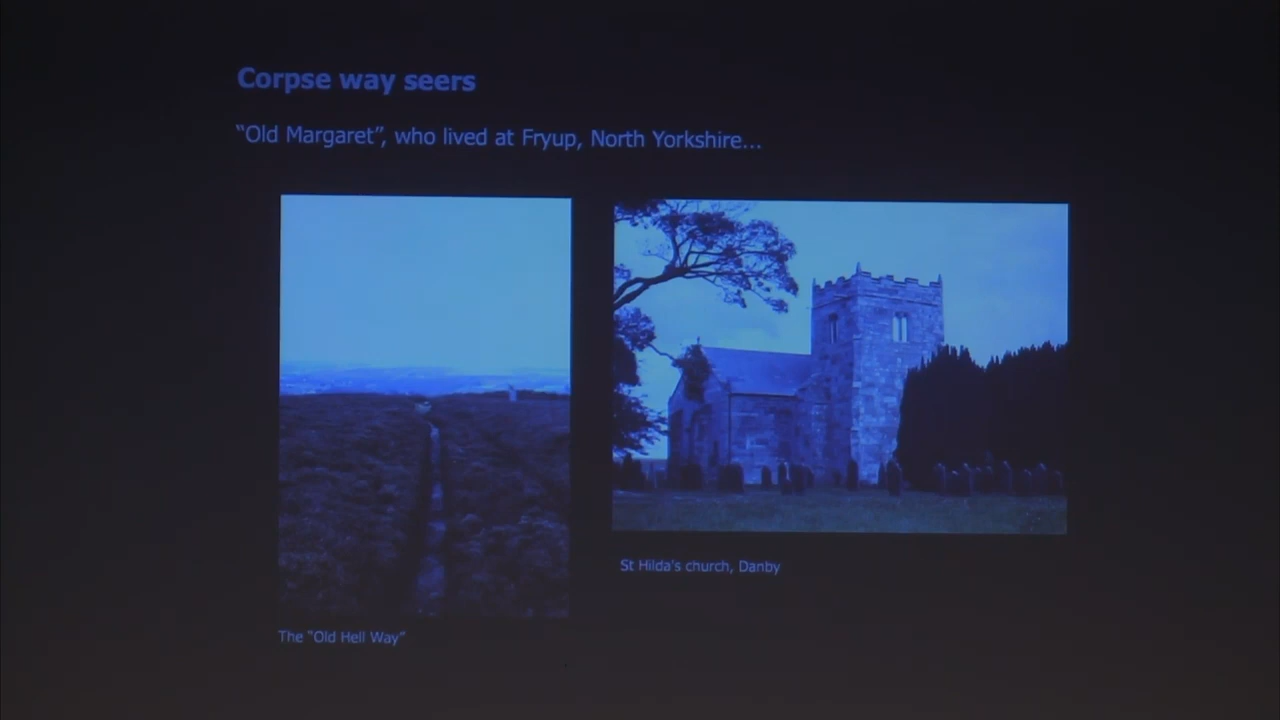 Corpse way seers
“Old Margaret”, who lived at Fryup, North Yorkshire...
St Hilda's church, Danby
The “Old Hell Way”